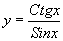 y = Ctgx / Sinx